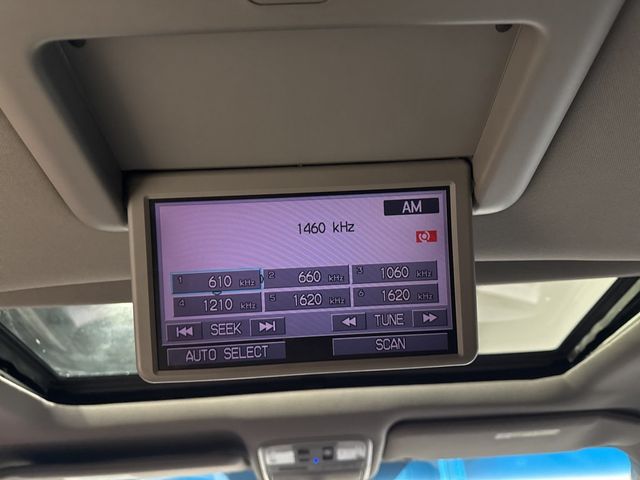 AM
1460 kHz
1 610 kHz 2 660 kHz 3 1060 kHz
4 1210 kHz 5 1620 kHz 6 1620 kHz
SEEK TUNE
AUTO SELECT SCAN